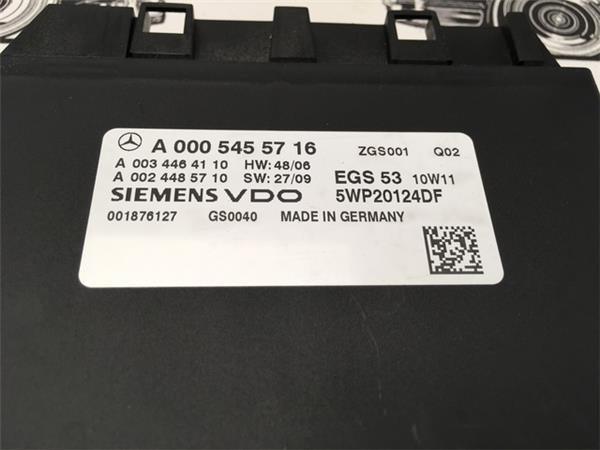 A 000 545 57 16 ZGS001 Q02
A 003 446 41 10 HW: 48/06
A 002 448 57 10 SW: 27/09 EGS 53 10W11
SIEMENS VDO 5WP20124DF
001876127 GS0040 MADE IN GERMANY